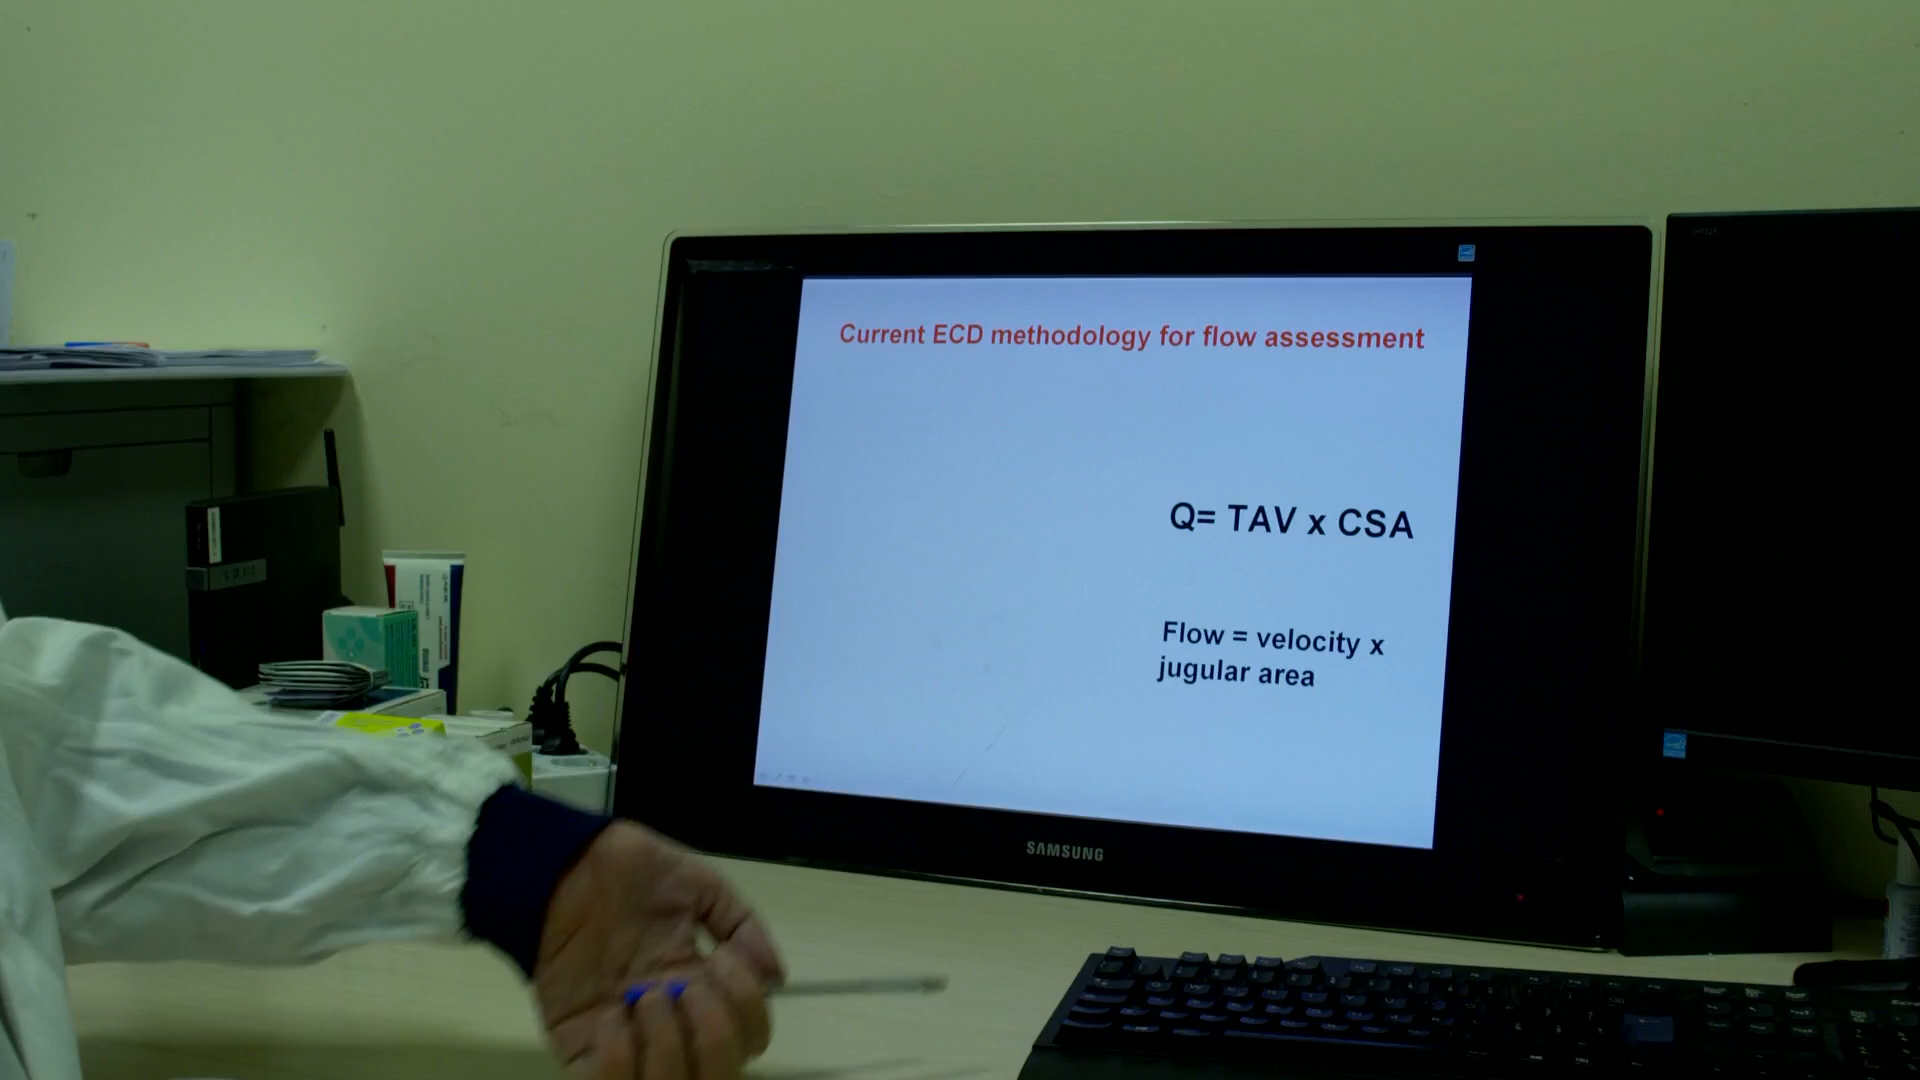 Current ECD methodology for flow assessment
Q= TAV x CSA
Flow = velocity x
jugular area
SAMSUNG